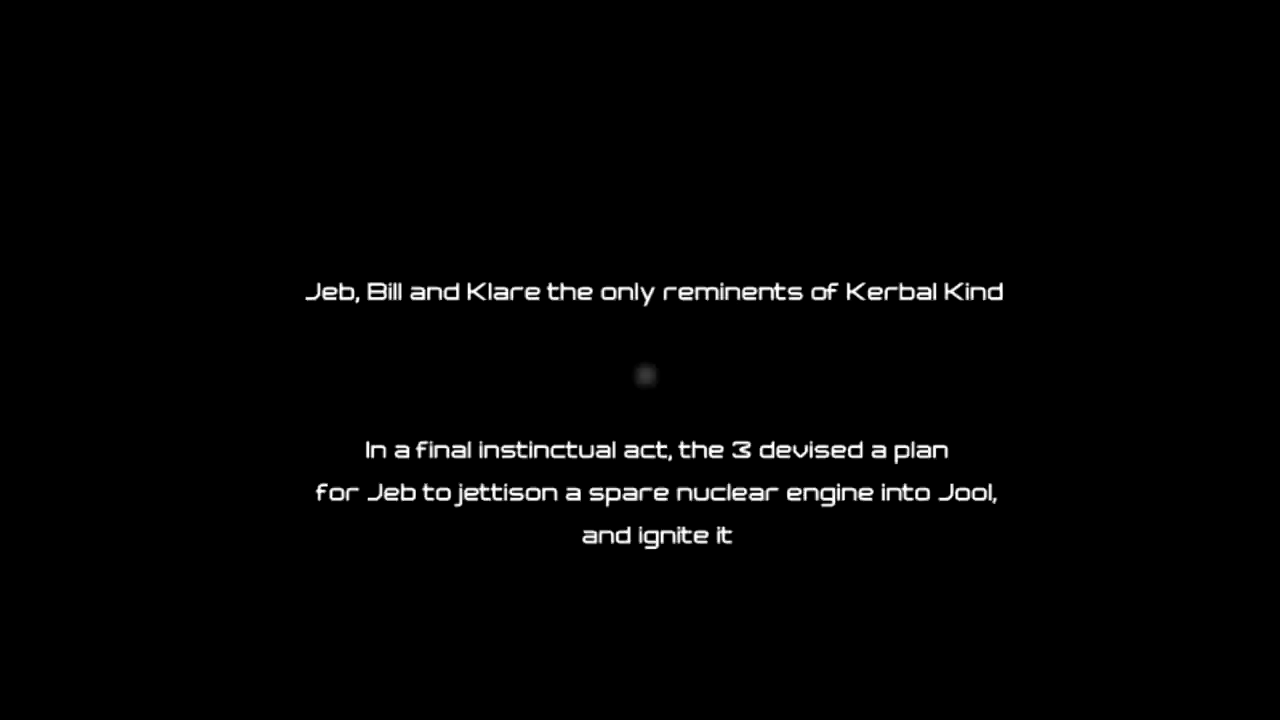 Jeb, Bill and Klare the only reminents of Kerbal Kind
In a final instinctual act, the 3 devised a plan
for Jeb to jettison a spare nuclear engine into Jool,
and ignite it